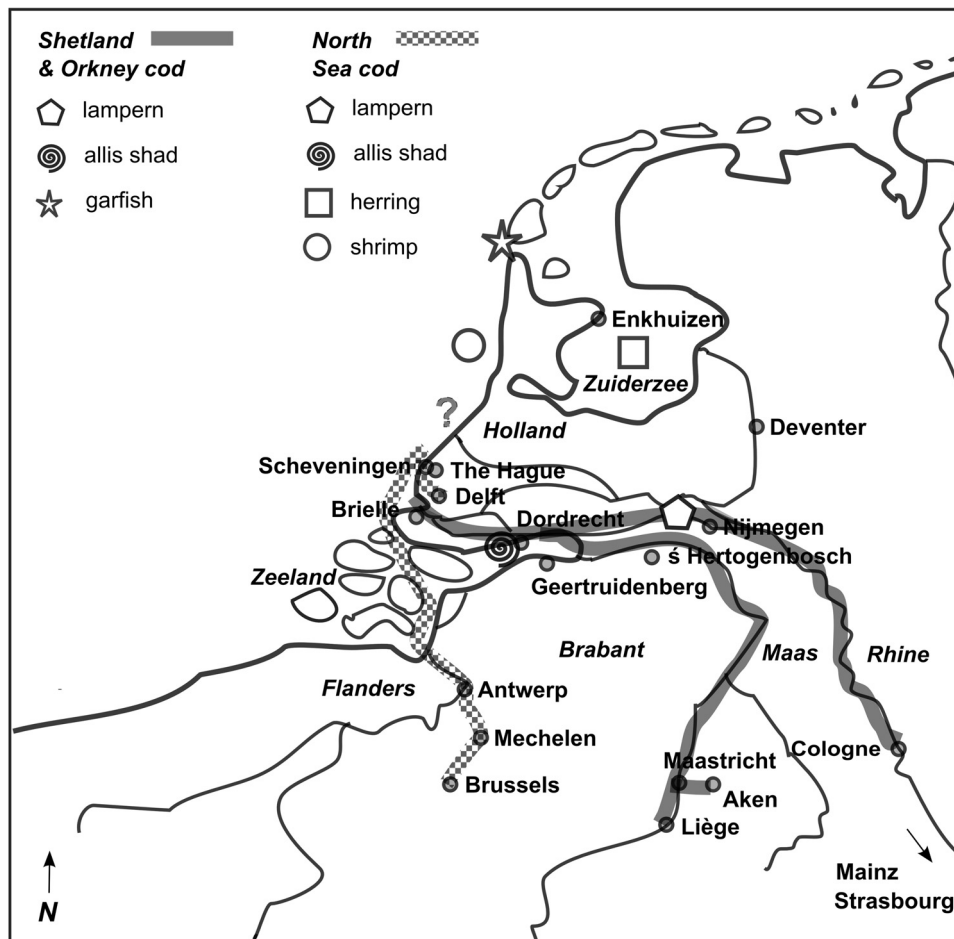 Shetland
& Orkney cod
lampern
allis shad
garfish
North
Sea cod
lampern
allis shad
herring
shrimp
Enkhuizen
Zuiderzee
?
Holland
Deventer
Scheveningen
The Hague
Delft
Brielle
Dordrecht
Nijmegen
ś Hertogenbosch
Zeeland
Geertruidenberg
Brabant
Maas
Rhine
Flanders
Antwerp
Mechelen
Cologne
Maastricht
Brussels
Aken
Liège
Mainz
Strasbourg
N